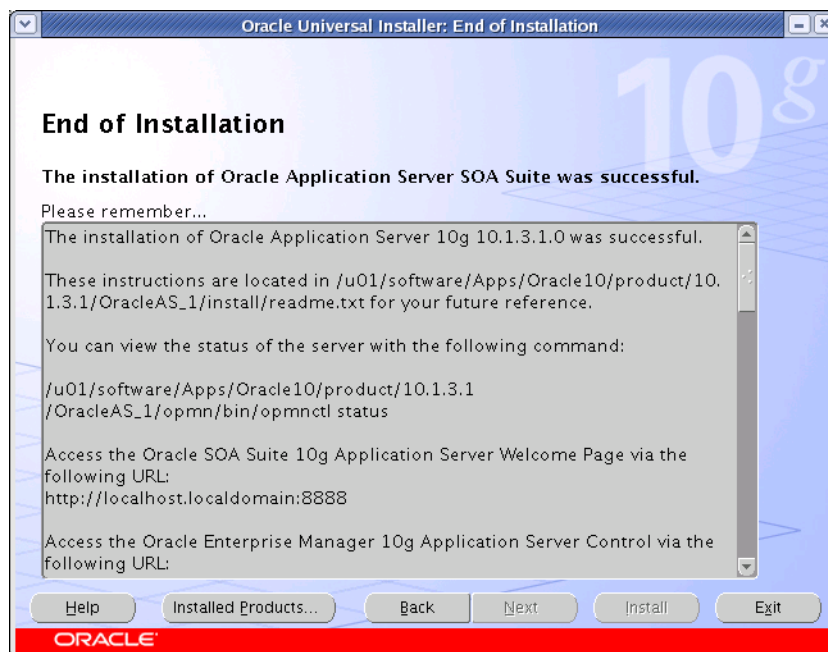 Oracle Universal Installer: End of Installation
10g
End of Installation
The installation of Oracle Application Server SOA Suite was successful.
Please remember...
The installation of Oracle Application Server 10g 10.1.3.1.0 was successful.
These instructions are located in /u01/software/Apps/Oracle10/product/10.
1.3.1/OracleAS_1/install/readme.txt for your future reference.
You can view the status of the server with the following command:
/u01/software/Apps/Oracle10/product/10.1.3.1
/OracleAS_1/opmn/bin/opmnctl status
Access the Oracle SOA Suite 10g Application Server Welcome Page via the
following URL:
http://localhost.localdomain:8888
Access the Oracle Enterprise Manager 10g Application Server Control via the
following URL:
Help
Installed Products...
Back
Next
Install
Exit
ORACLE